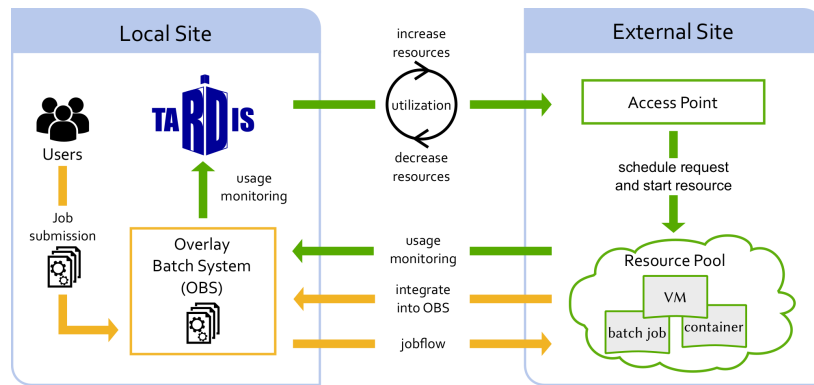 Local Site
External Site
increase
resources
utilization
decrease
resources
TARDIS
Users
usage
monitoring
Job
submission
Overlay
Batch System
(OBS)
Access Point
schedule request
and start resource
usage
monitoring
integrate
into OBS
jobflow
Resource Pool
VM
batch job
container